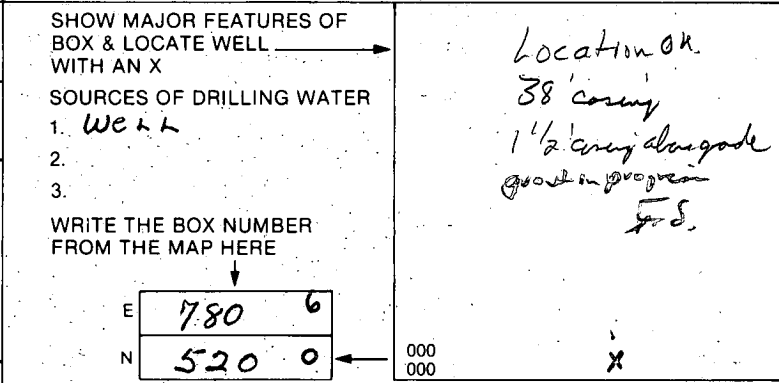 SHOW MAJOR FEATURES OF
BOX & LOCATE WELL
WITH AN X
SOURCES OF DRILLING WATER
1. WELL
2.
3.
WRITE THE BOX NUMBER
FROM THE MAP HERE
E 780 6
N 520 0
Location OK.
38' casing
1 1/2' casing above grade
grout in progress
000
000
X